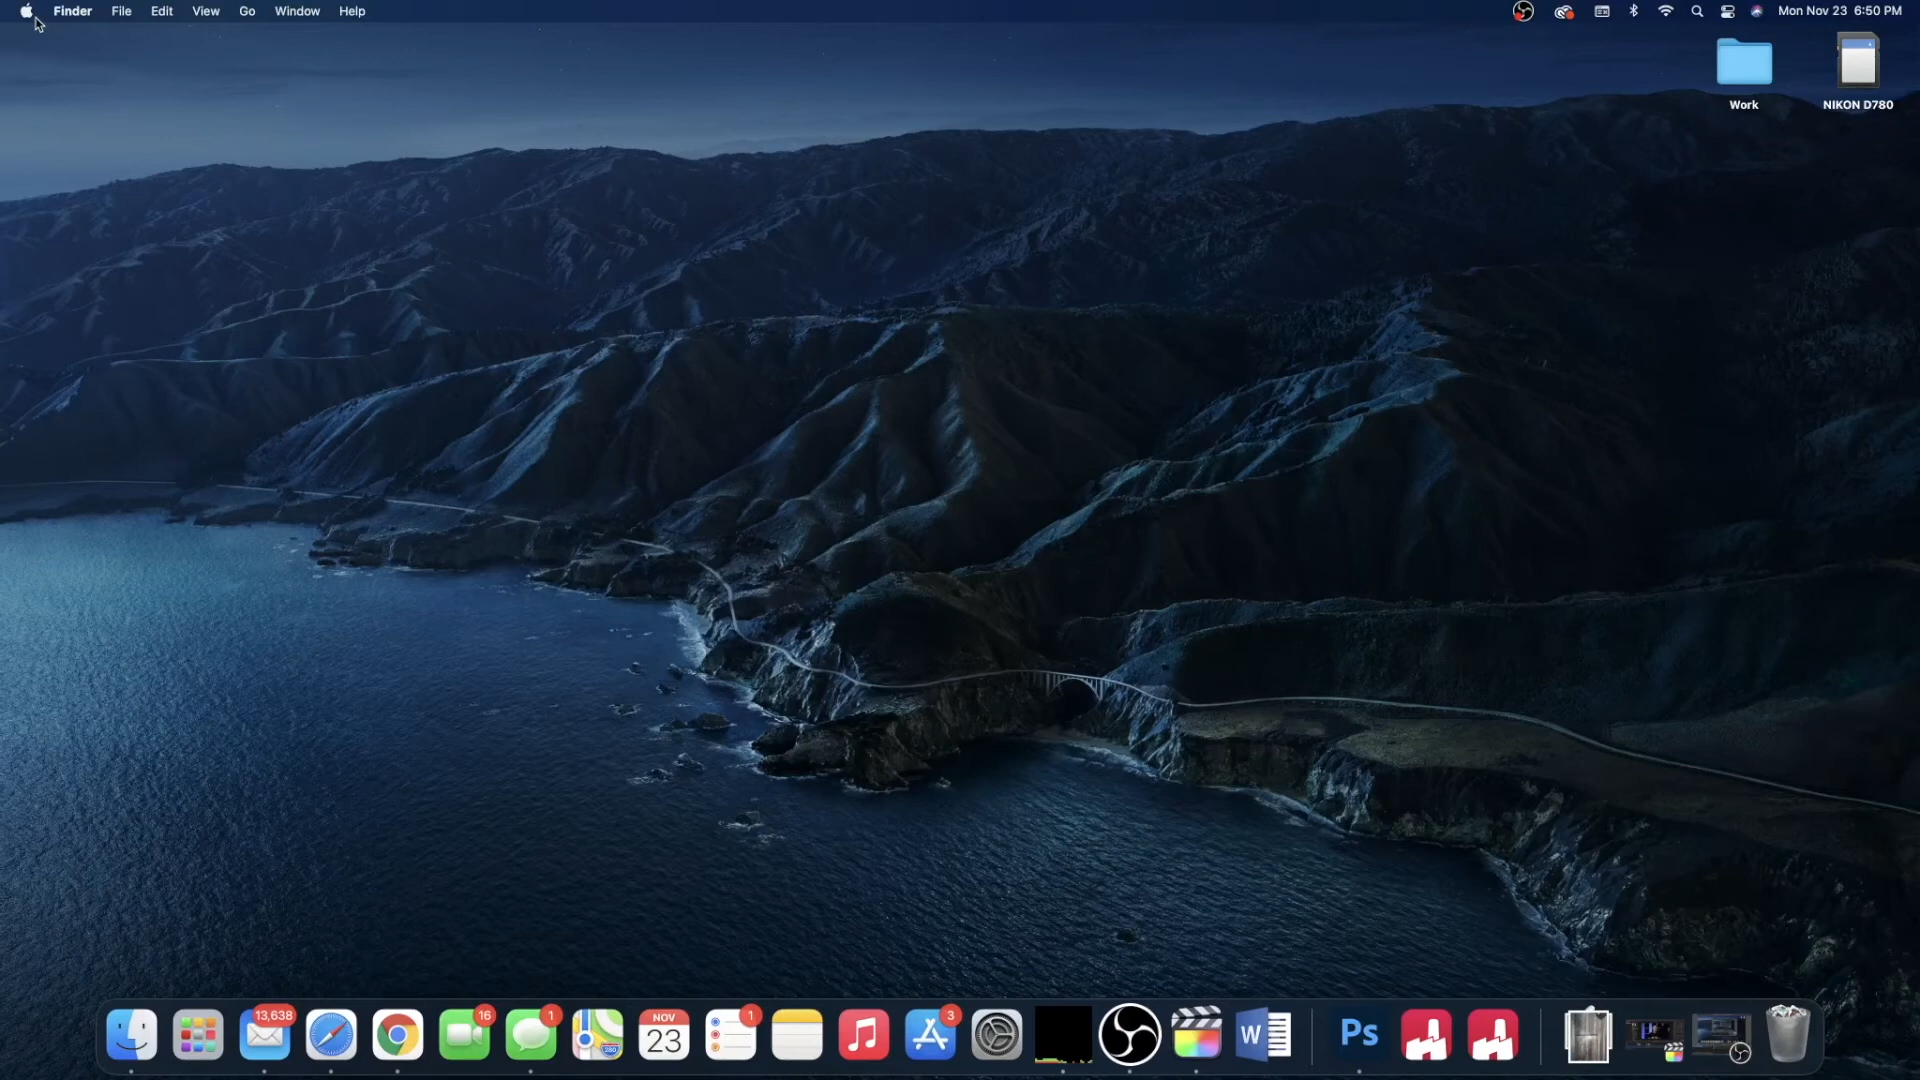 Finder File Edit View Go Window Help Mon Nov 23 6:50 PM
Work NIKON D780
13,638 16 1 NOV 1 3
280 23 W Ps